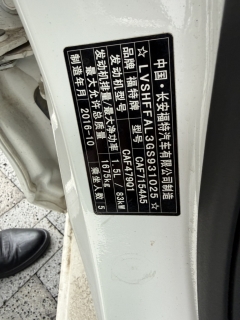 中国·长安福特汽车有限公司制造
☆LVSHFFAL3GS931025☆
品牌 福特牌 型号 CAF7154A5
发动机型号 CAF479Q1
发动机排量/最大净功率 1.5L / 83kW
最大允许总质量 1675kg 乘坐人数 5
制造年月 2016-10